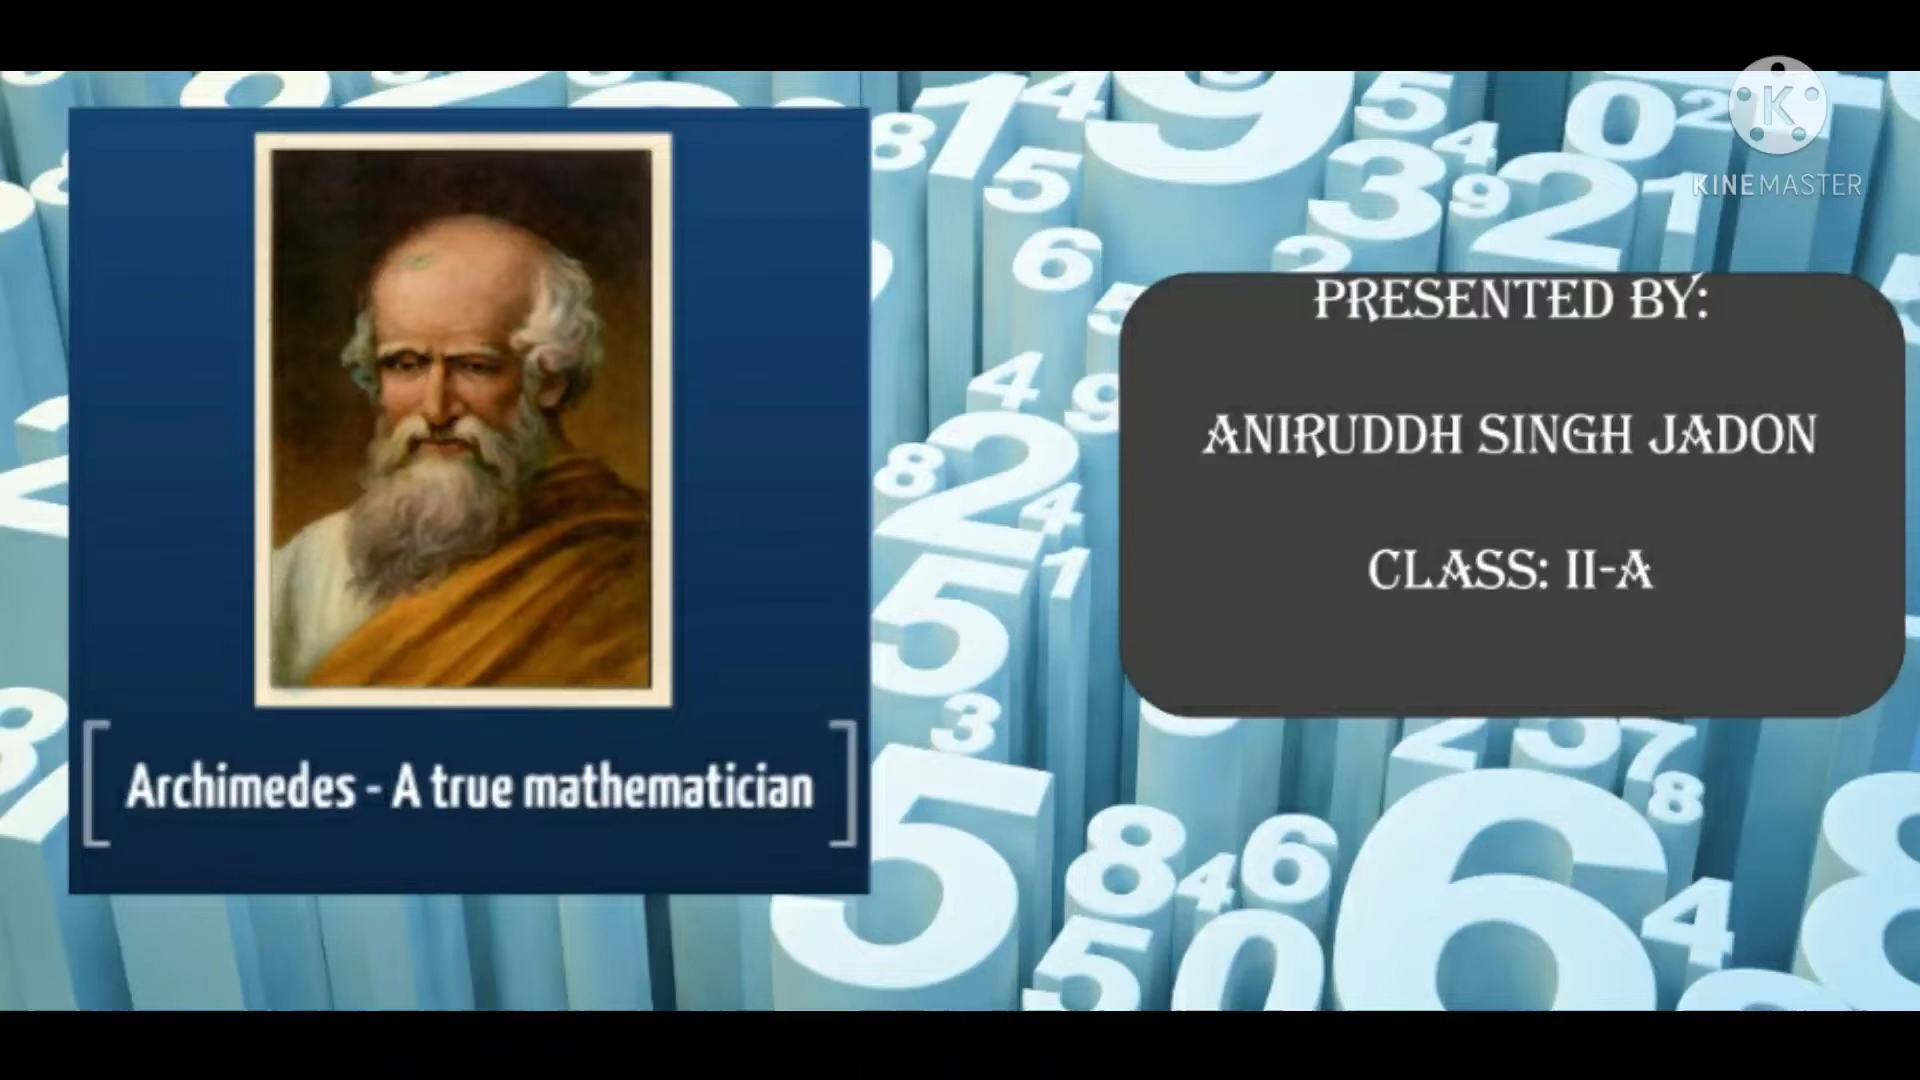 KINEMASTER
PRESENTED BY:
ANIRUDDH SINGH JADON
CLASS: II-A
Archimedes - A true mathematician